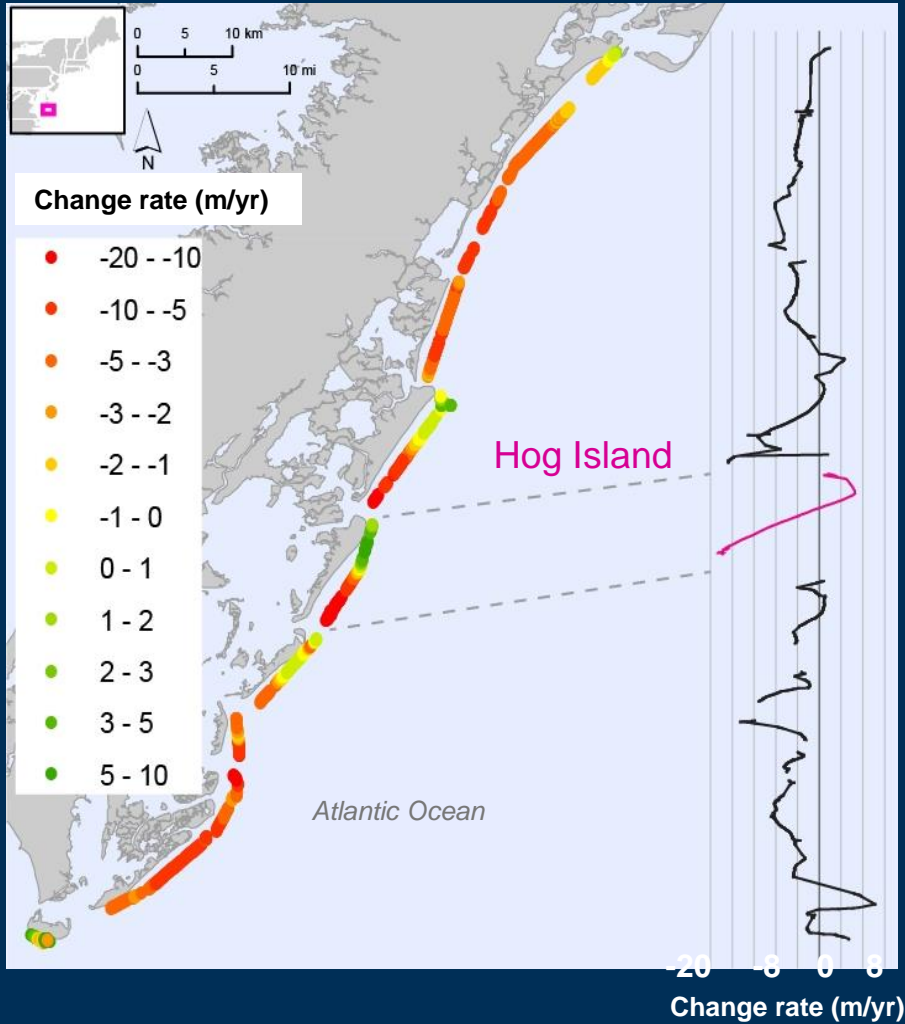 0 5 10 km
0 5 10 mi
N
Change rate (m/yr)
-20 - -10
-10 - -5
-5 - -3
-3 - -2
-2 - -1
-1 - 0
0 - 1
1 - 2
2 - 3
3 - 5
5 - 10
Hog Island
Atlantic Ocean
-20 -8 0 8
Change rate (m/yr)